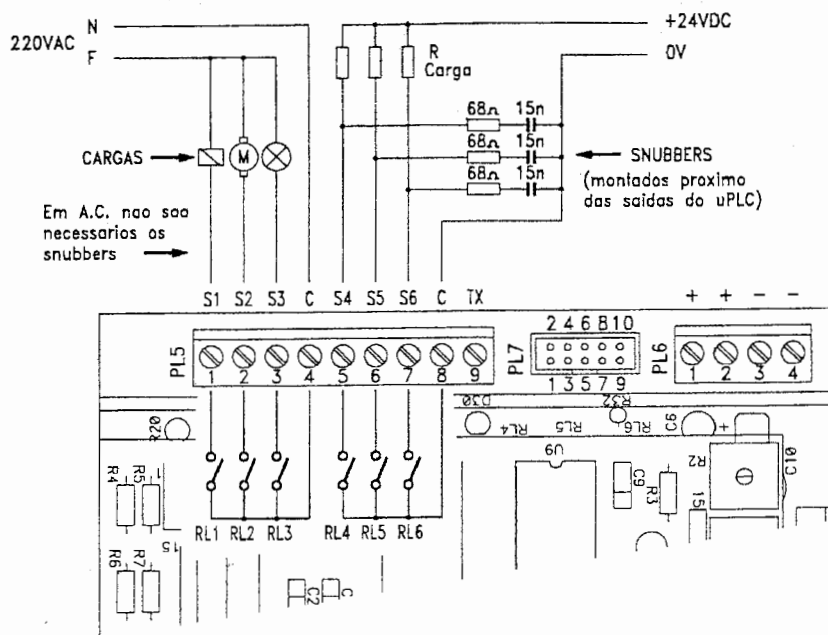 220VAC
N
F
+24VDC
0V
R
Carga
68Ω 15n
68Ω 15n
68Ω 15n
CARGAS
M
SNUBBERS
(montados proximo
das saidas do uPLC)
Em A.C. nao sao
necessarios os
snubbers
S1 S2 S3 C S4 S5 S6 C TX
+ + - -
PL5
1 2 3 4 5 6 7 8 9
PL7
2 4 6 8 10
1 3 5 7 9
PL6
1 2 3 4
R20
D30
RL4
RL5
R32
RL6
C6
+
R4
R5
1
U9
C9
R3
R2
C10
15
RL1 RL2 RL3 RL4 RL5 RL6
15
R6
R7
C2
C